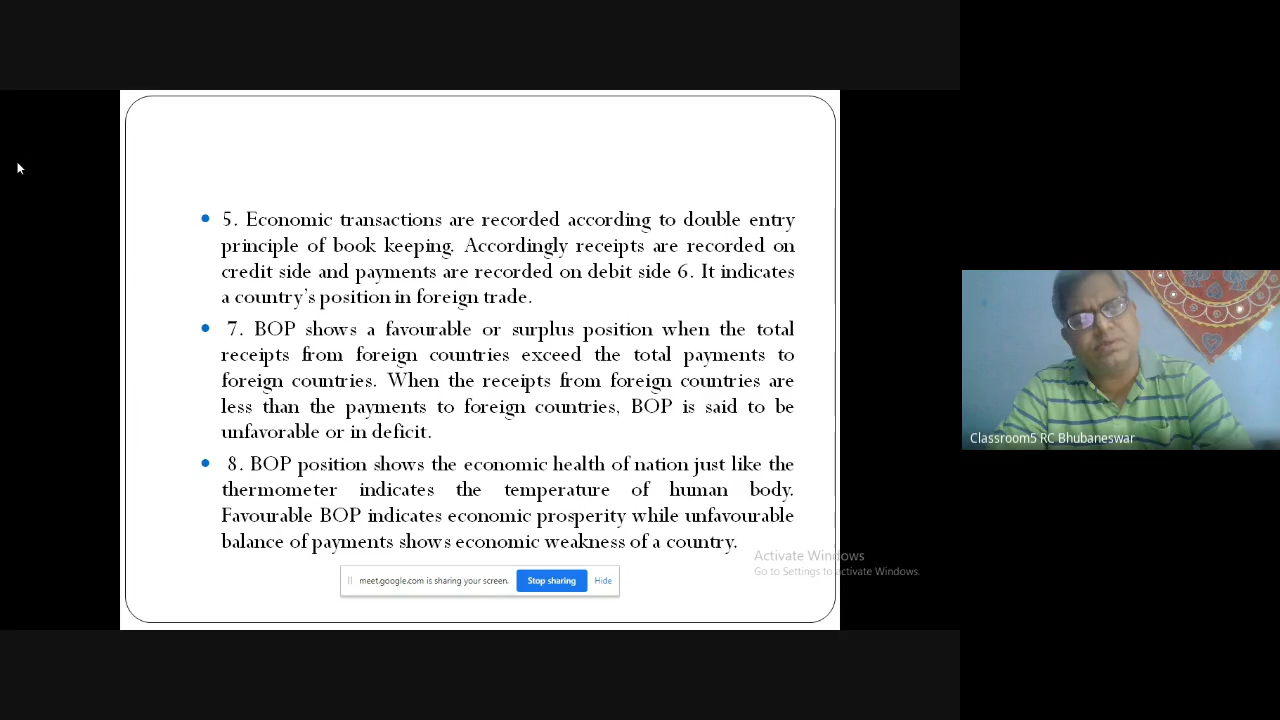 5. Economic transactions are recorded according to double entry
principle of book keeping. Accordingly receipts are recorded on
credit side and payments are recorded on debit side 6. It indicates
a country's position in foreign trade.
7. BOP shows a favourable or surplus position when the total
receipts from foreign countries exceed the total payments to
foreign countries. When the receipts from foreign countries are
less than the payments to foreign countries, BOP is said to be
unfavorable or in deficit.
8. BOP position shows the economic health of nation just like the
thermometer indicates the temperature of human body.
Favourable BOP indicates economic prosperity while unfavourable
balance of payments shows economic weakness of a country.
Activate Windows
Go to Settings to activate Windows.
meet.google.com is sharing your screen. Stop sharing Hide
Classroom5 RC Bhubaneswar